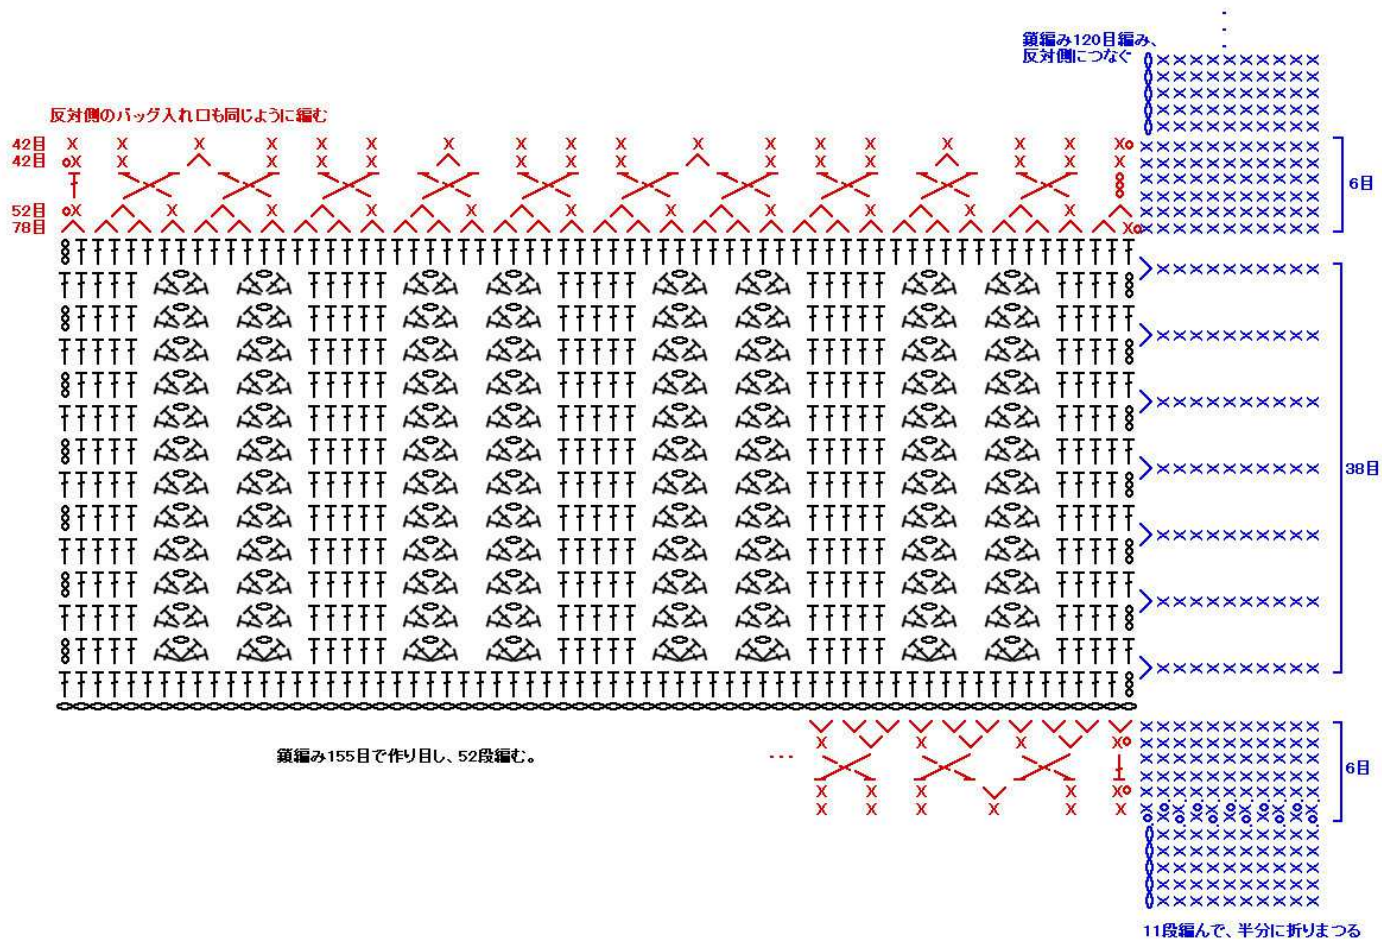 鎖編み120目編み、
反対側につなぐ
反対側のバッグ入れ口も同じように編む
42目
42目
52目
78目
6目
38目
6目
鎖編み155目で作り目し、52段編む。
11段編んで、半分に折りまつる